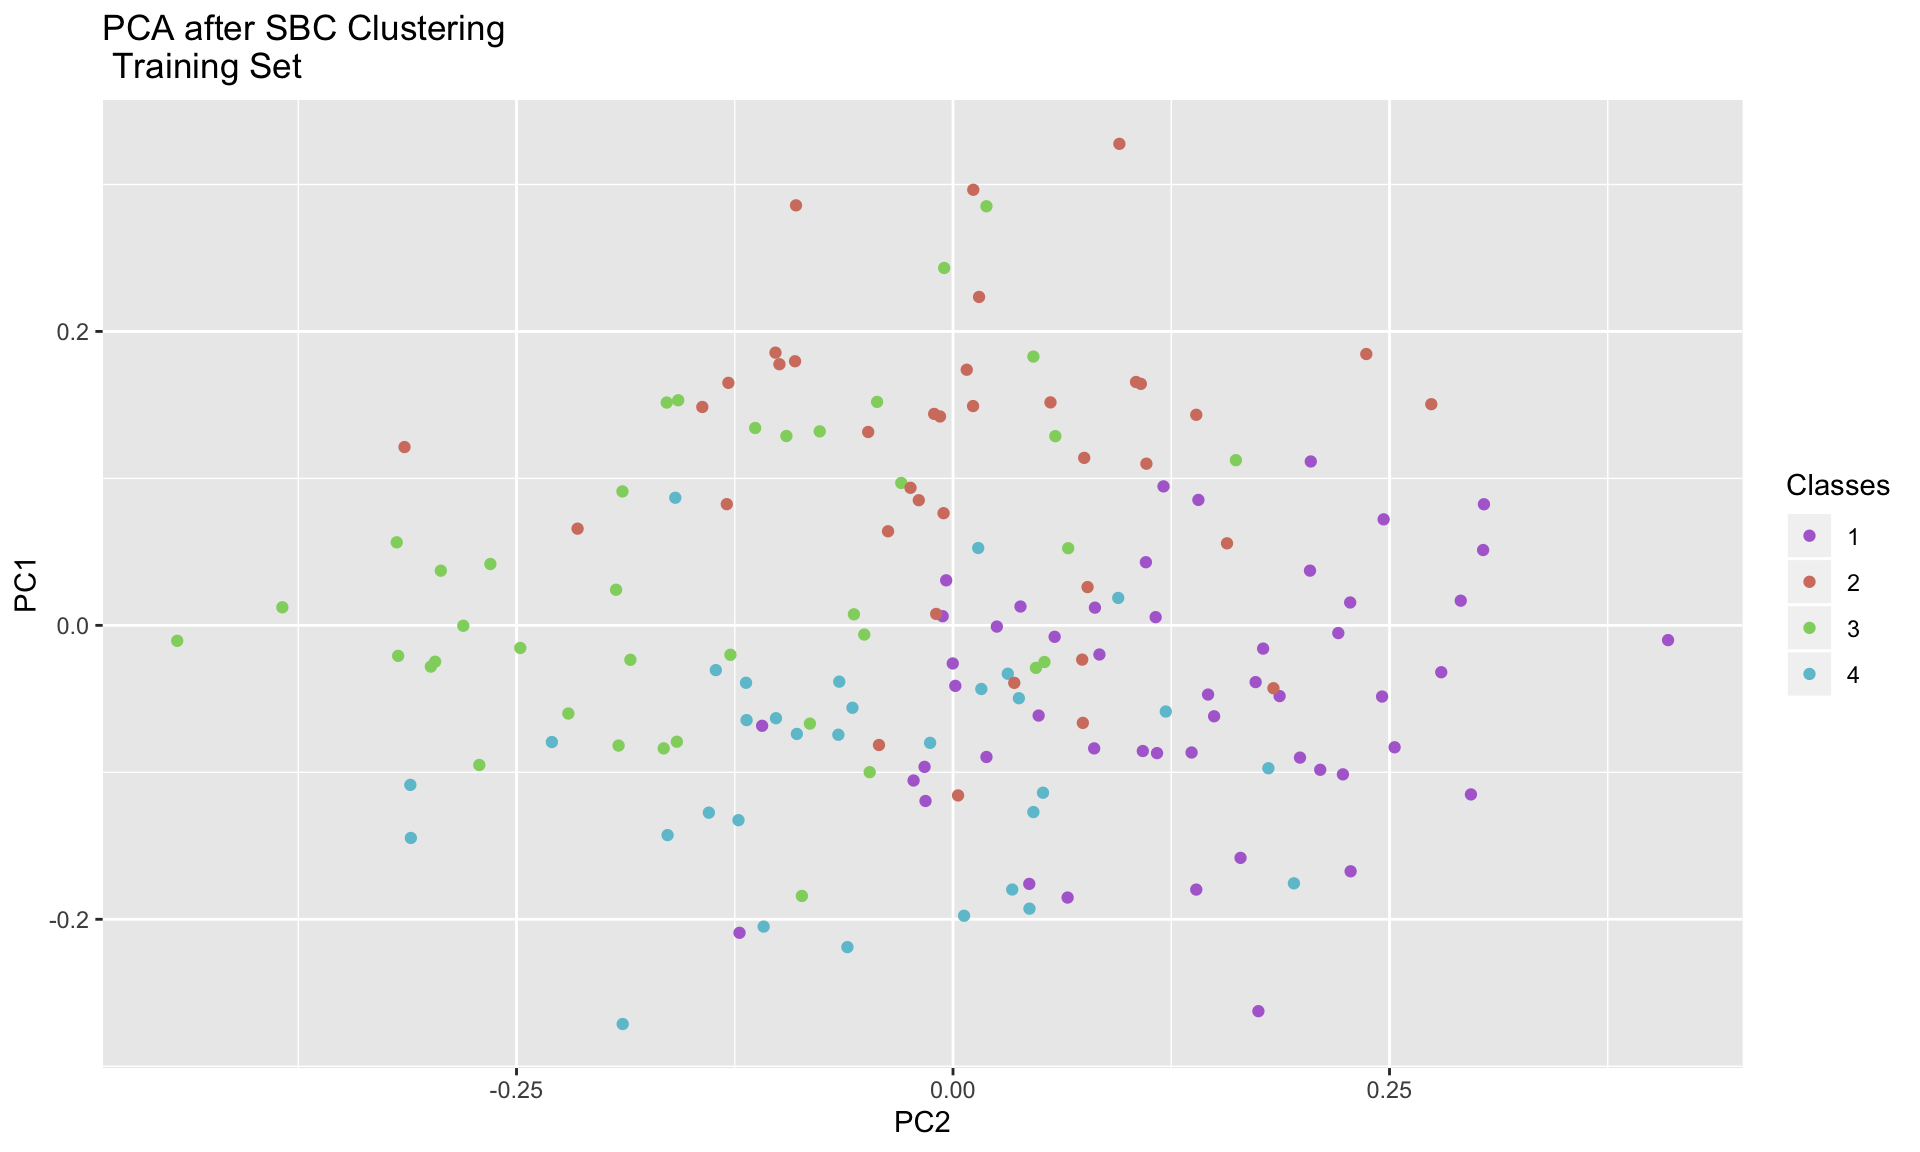 PCA after SBC Clustering
Training Set
PC1
0.2
0.0
-0.2
-0.25
0.00
0.25
PC2
Classes
1
2
3
4